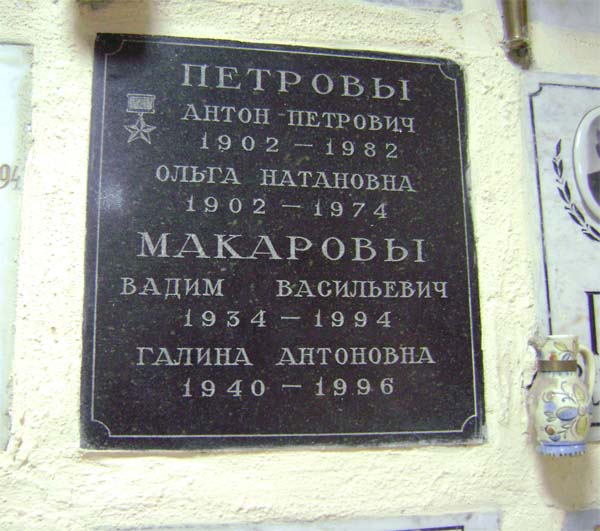 ПЕТРОВЫ
АНТОН ПЕТРОВИЧ
1902 — 1982
ОЛЬГА НАТАНОВНА
1902 — 1974
МАКАРОВЫ
ВАДИМ ВАСИЛЬЕВИЧ
1934 — 1994
ГАЛИНА АНТОНОВНА
1940 — 1996